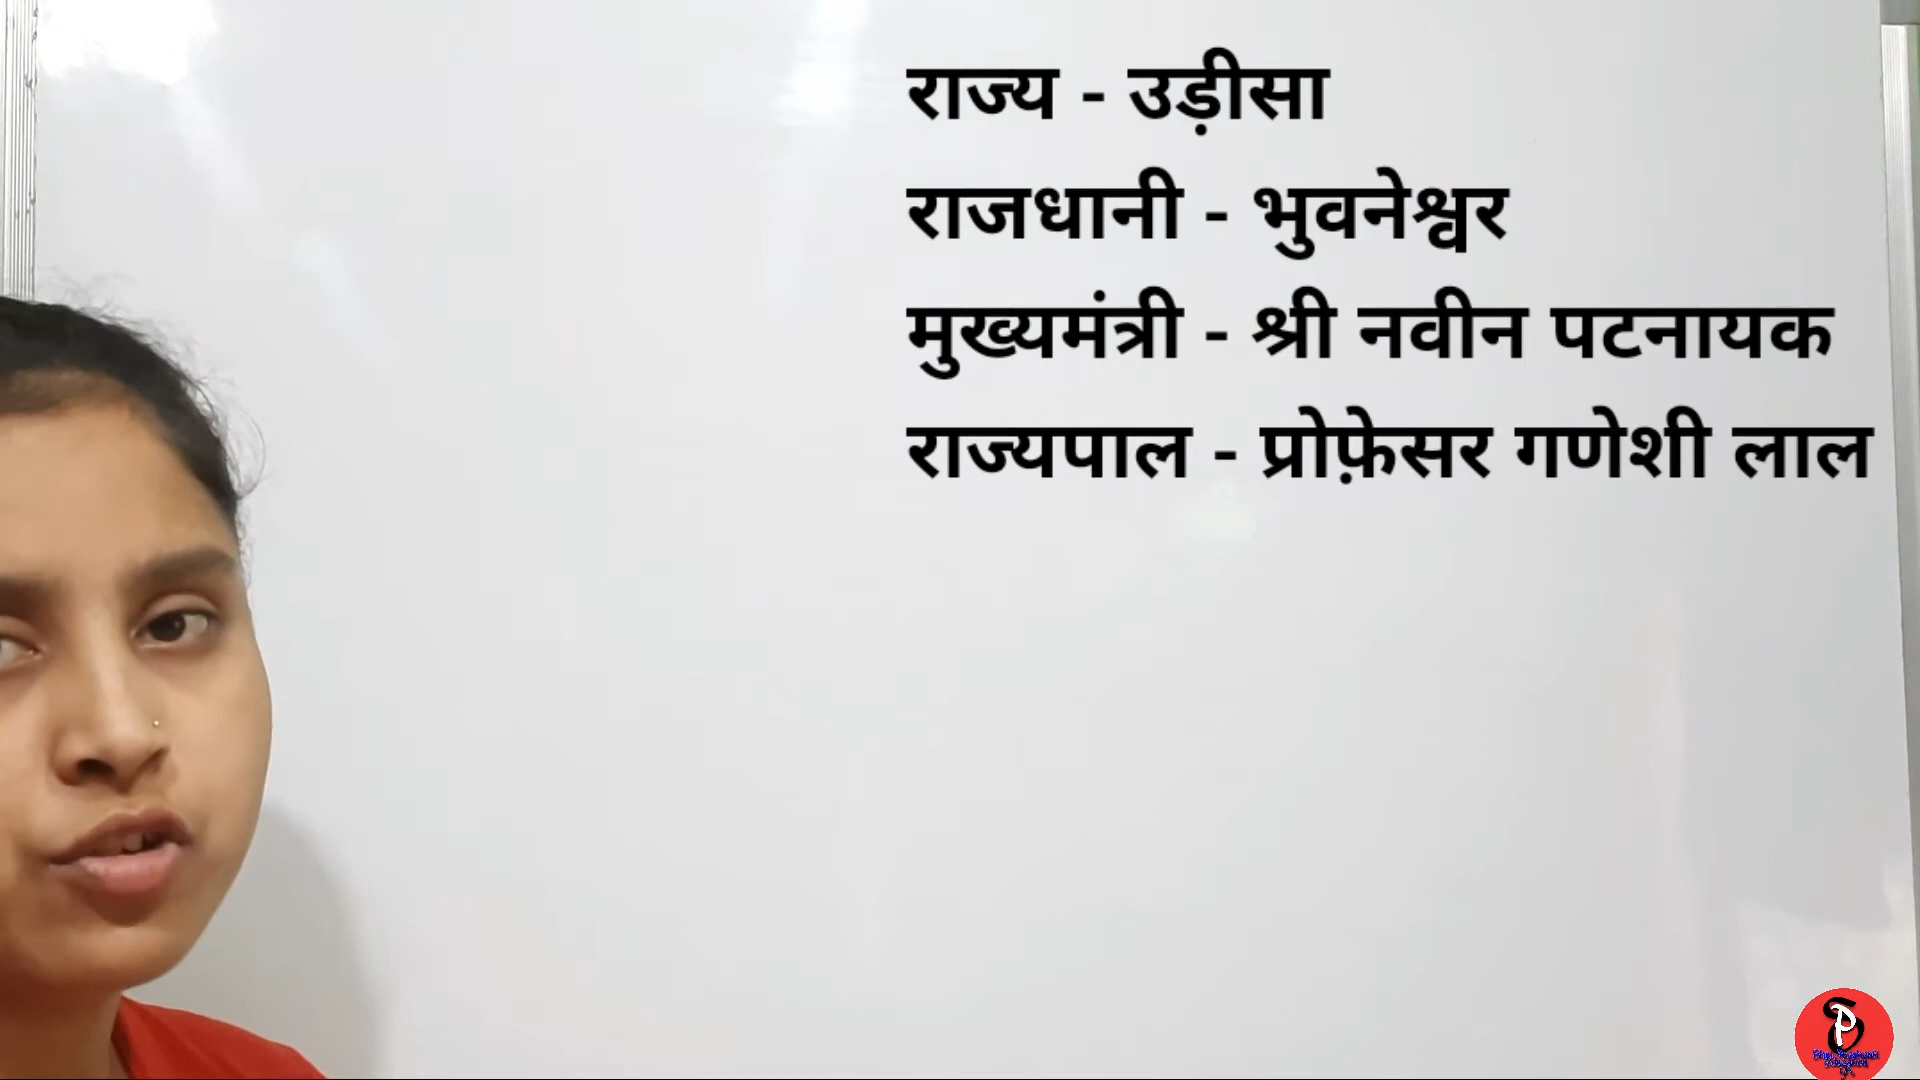 राज्य - उड़ीसा
राजधानी - भुवनेश्वर
मुख्यमंत्री - श्री नवीन पटनायक
राज्यपाल - प्रोफ़ेसर गणेशी लाल